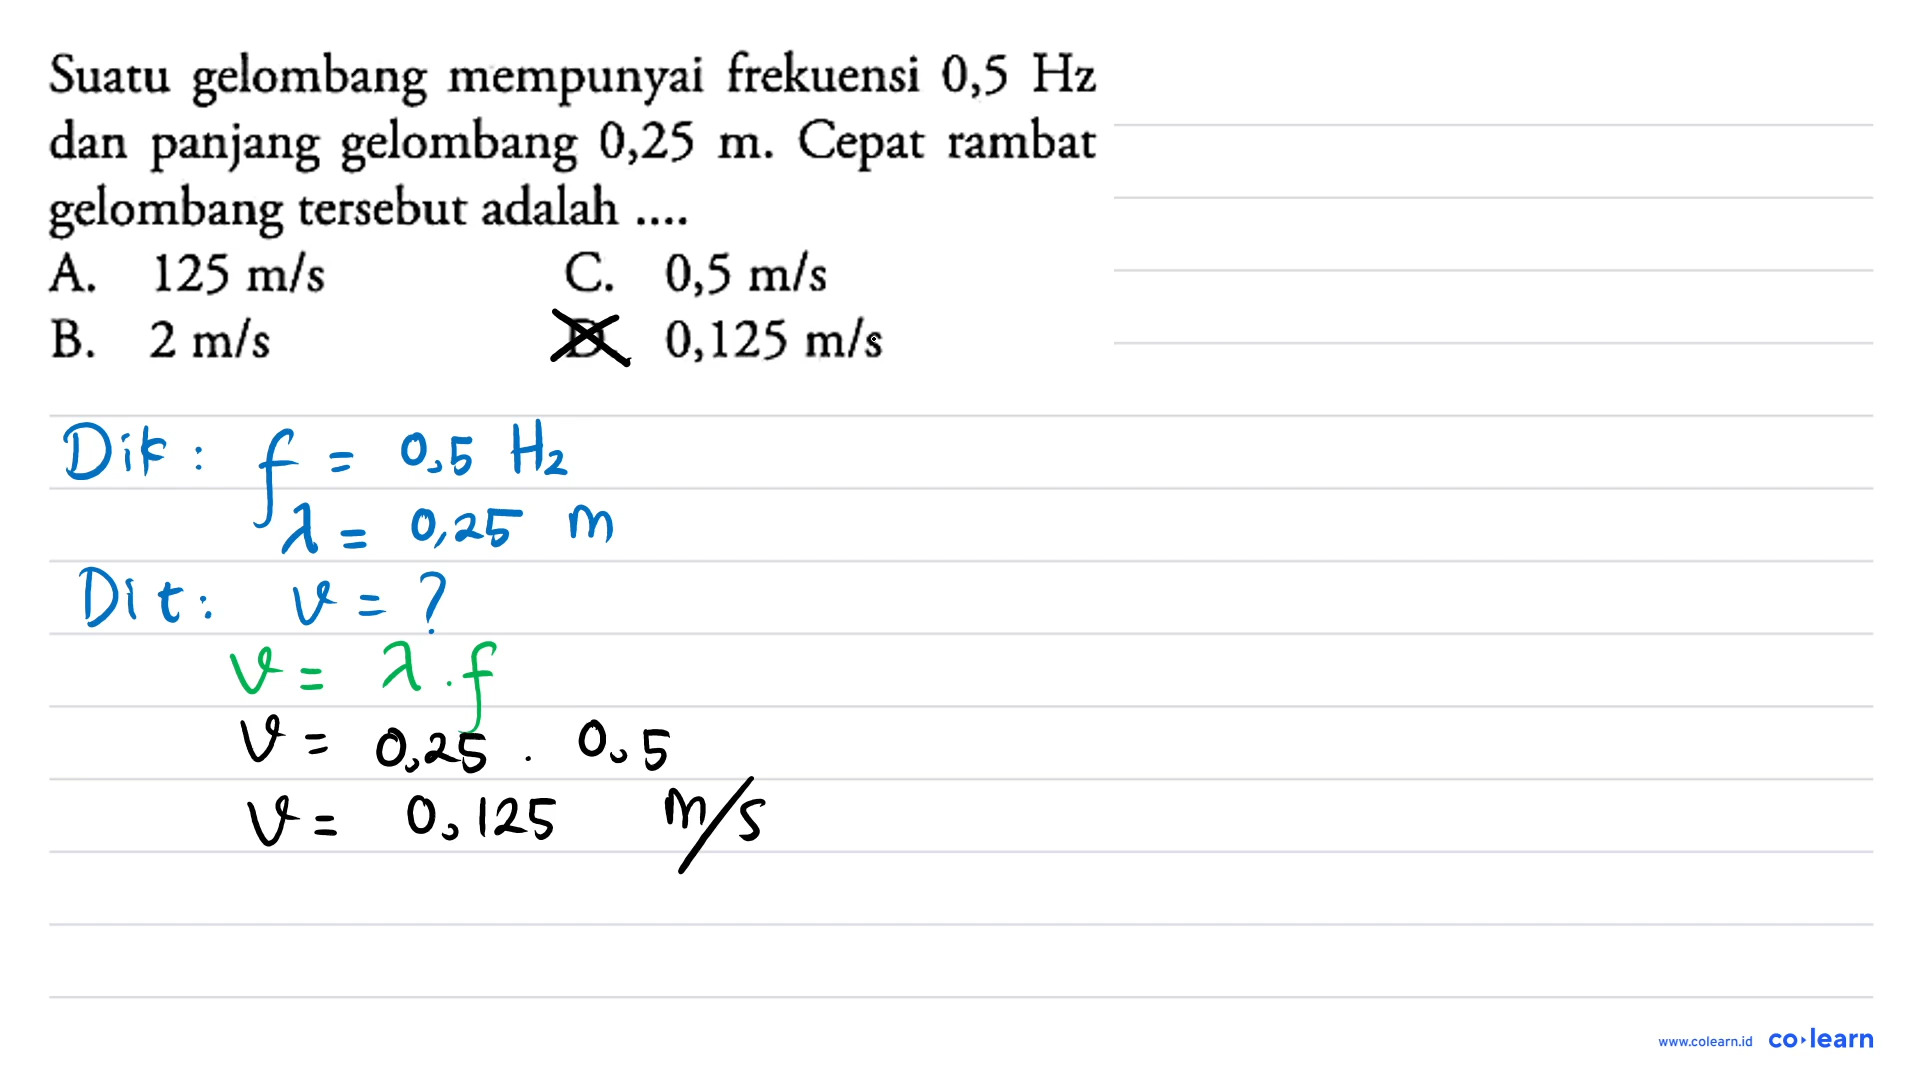 Suatu gelombang mempunyai frekuensi 0,5 Hz
dan panjang gelombang 0,25 m. Cepat rambat
gelombang tersebut adalah ....
A. 125 m/s C. 0,5 m/s
B. 2 m/s D. 0,125 m/s
Dik : f = 0,5 Hz
λ = 0,25 m
Dit : v = ?
v = λ . f
v = 0,25 . 0,5
v = 0,125 m/s
www.colearn.id co learn